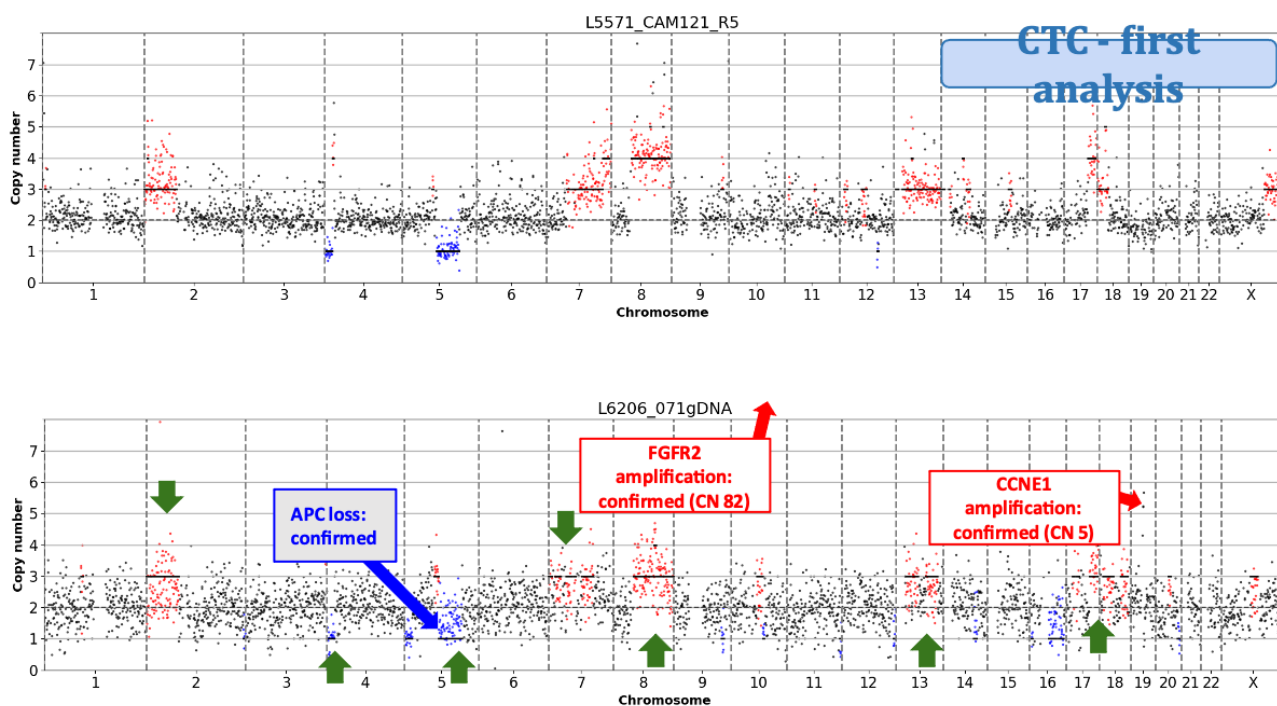 L5571_CAM121_R5
CTC - first
analysis
Copy number
7
6
5
4
3
2
1
0
1 2 3 4 5 6 7 8 9 10 11 12 13 14 15 16 17 18 19 20 21 22 X
Chromosome
L6206_071gDNA
FGFR2
amplification:
confirmed (CN 82)
CCNE1
amplification:
confirmed (CN 5)
APC loss:
confirmed
Copy number
7
6
5
4
3
2
1
0
1 2 3 4 5 6 7 8 9 10 11 12 13 14 15 16 17 18 19 20 21 22 X
Chromosome